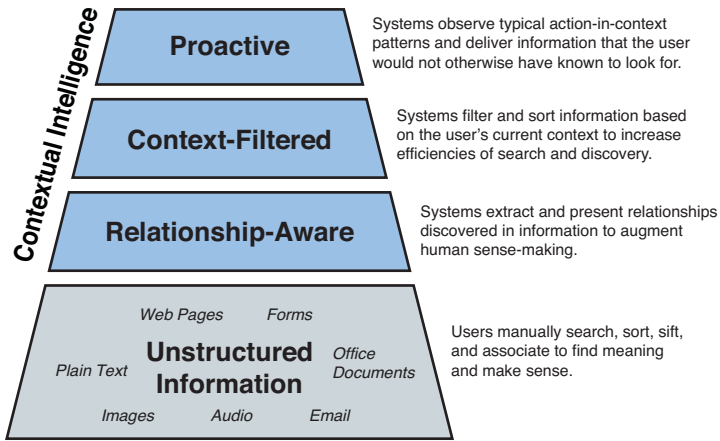 Contextual Intelligence
Proactive
Systems observe typical action-in-context
patterns and deliver information that the user
would not otherwise have known to look for.
Context-Filtered
Systems filter and sort information based
on the user's current context to increase
efficiencies of search and discovery.
Relationship-Aware
Systems extract and present relationships
discovered in information to augment
human sense-making.
Web Pages
Forms
Plain Text
Unstructured
Information
Office
Documents
Images
Audio
Email
Users manually search, sort, sift,
and associate to find meaning
and make sense.